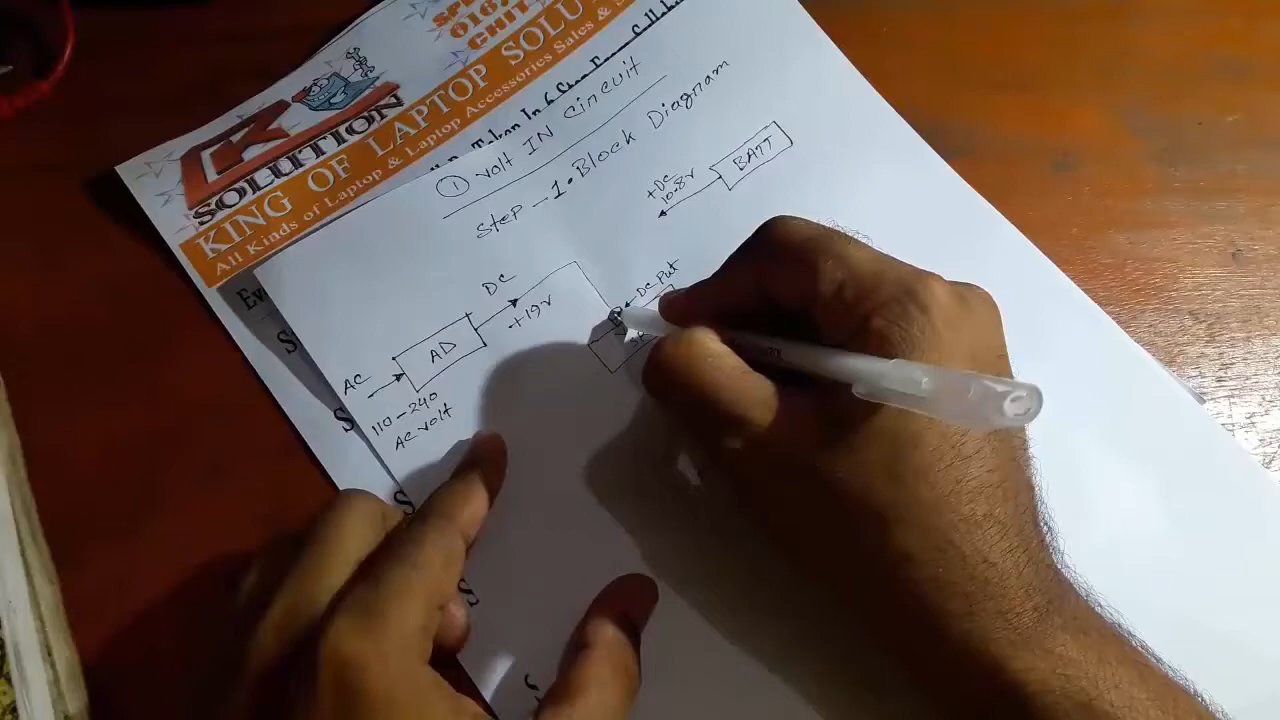 SOLUTION
KING OF LAPTOP SOLU
All Kinds of Laptop & Laptop Accessories Sales & S
① Volt IN Circuit
Step - 1. Block Diagnam
BATT
+DC
10.8v
DC
+19v
DC Put
AD
AC
110-240
AC volt